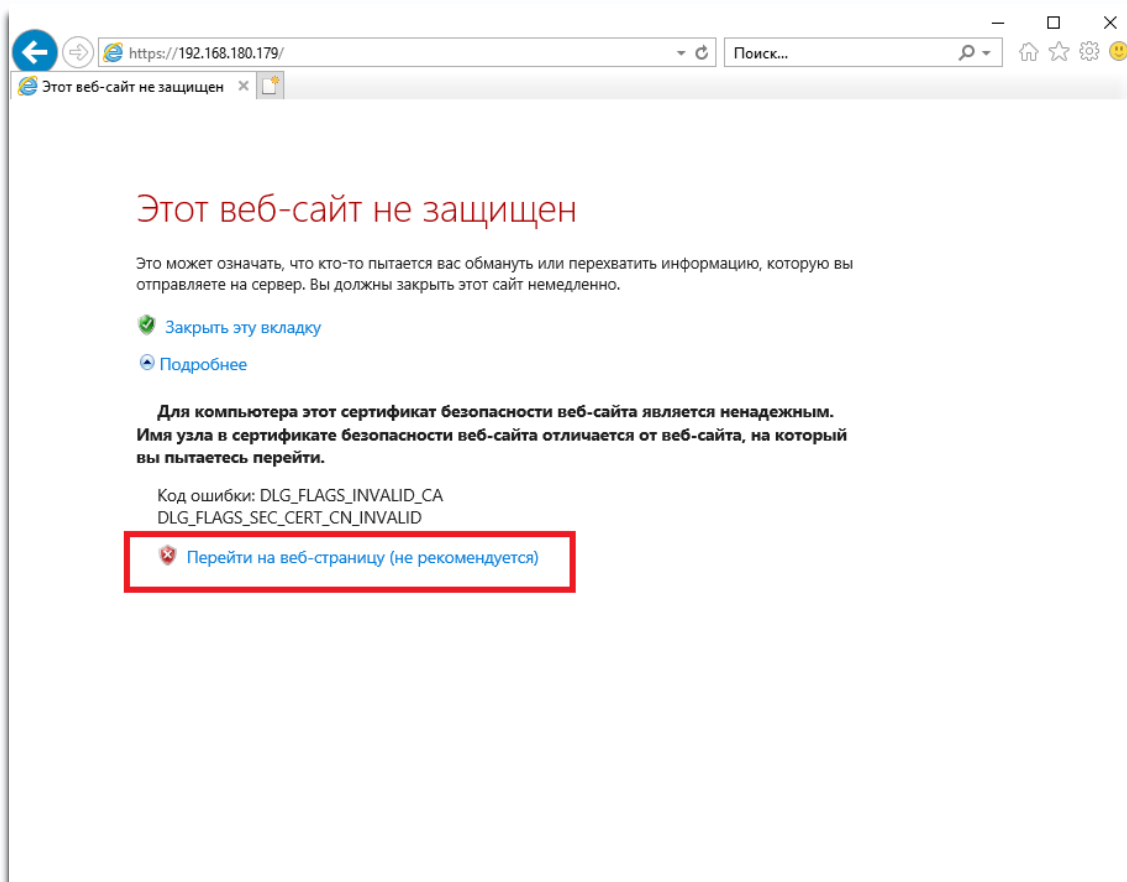 https://192.168.180.179/
Поиск...
Этот веб-сайт не защищен
Этот веб-сайт не защищен
Это может означать, что кто-то пытается вас обмануть или перехватить информацию, которую вы
отправляете на сервер. Вы должны закрыть этот сайт немедленно.
Закрыть эту вкладку
Подробнее
Для компьютера этот сертификат безопасности веб-сайта является ненадежным.
Имя узла в сертификате безопасности веб-сайта отличается от веб-сайта, на который
вы пытаетесь перейти.
Код ошибки: DLG_FLAGS_INVALID_CA
DLG_FLAGS_SEC_CERT_CN_INVALID
Перейти на веб-страницу (не рекомендуется)